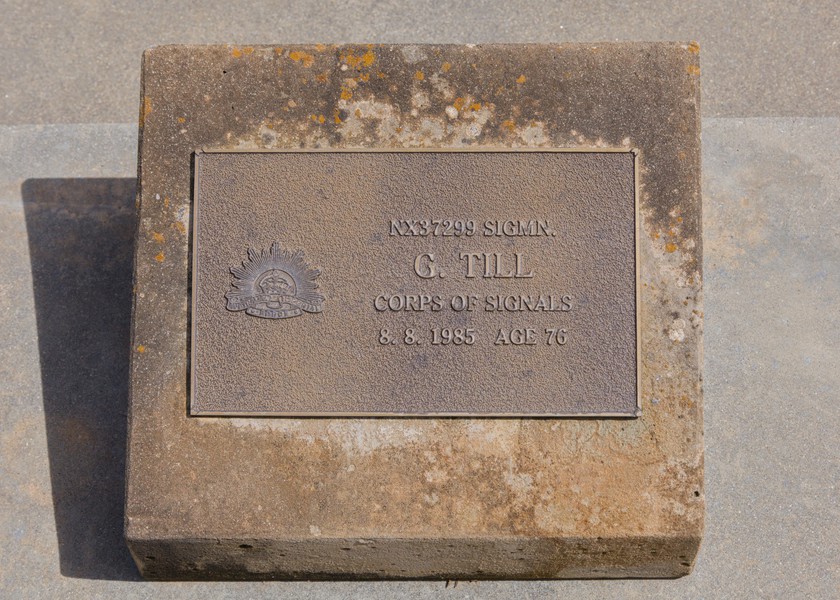 NX37299 SIGMN.
G. TILL
CORPS OF SIGNALS
8. 8. 1985 AGE 76